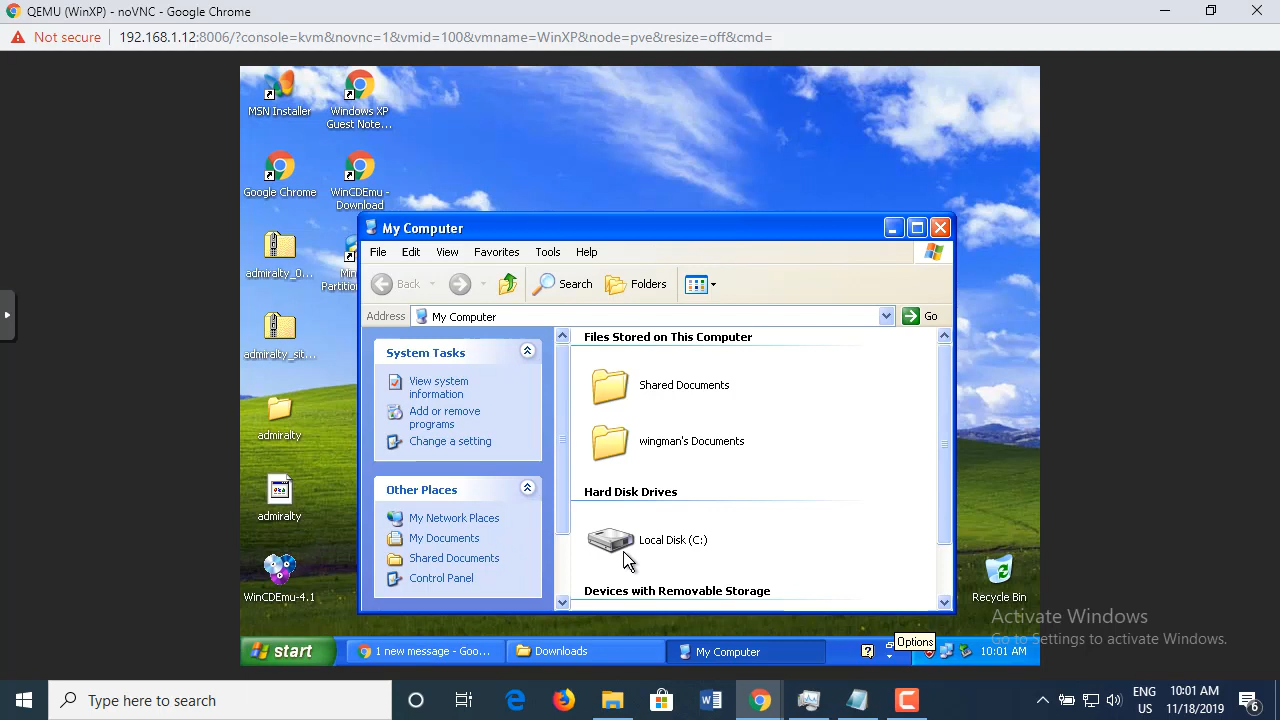 QEMU (WinXP) - noVNC - Google Chrome
Not secure
192.168.1.12:8006/?console=kvm&novnc=1&vmid=100&vmname=WinXP&node=pve&resize=off&cmd=
MSN Installer
Windows XP
Guest Note...
Google Chrome
WinCDEmu -
Download
admiralty_0...
Min
Partition
admiralty_sit...
admiralty
admiralty
WinCDEmu-4.1
My Computer
File Edit View Favorites Tools Help
Back
Search
Folders
Address
My Computer
Go
System Tasks
View system
information
Add or remove
programs
Change a setting
Other Places
My Network Places
My Documents
Shared Documents
Control Panel
Files Stored on This Computer
Shared Documents
wingman's Documents
Hard Disk Drives
Local Disk (C:)
Devices with Removable Storage
Recycle Bin
Activate Windows
Go to Settings to activate Windows.
Options
start
1 new message - Goo...
Downloads
My Computer
10:01 AM
Type here to search
ENG
US
10:01 AM
11/18/2019
6